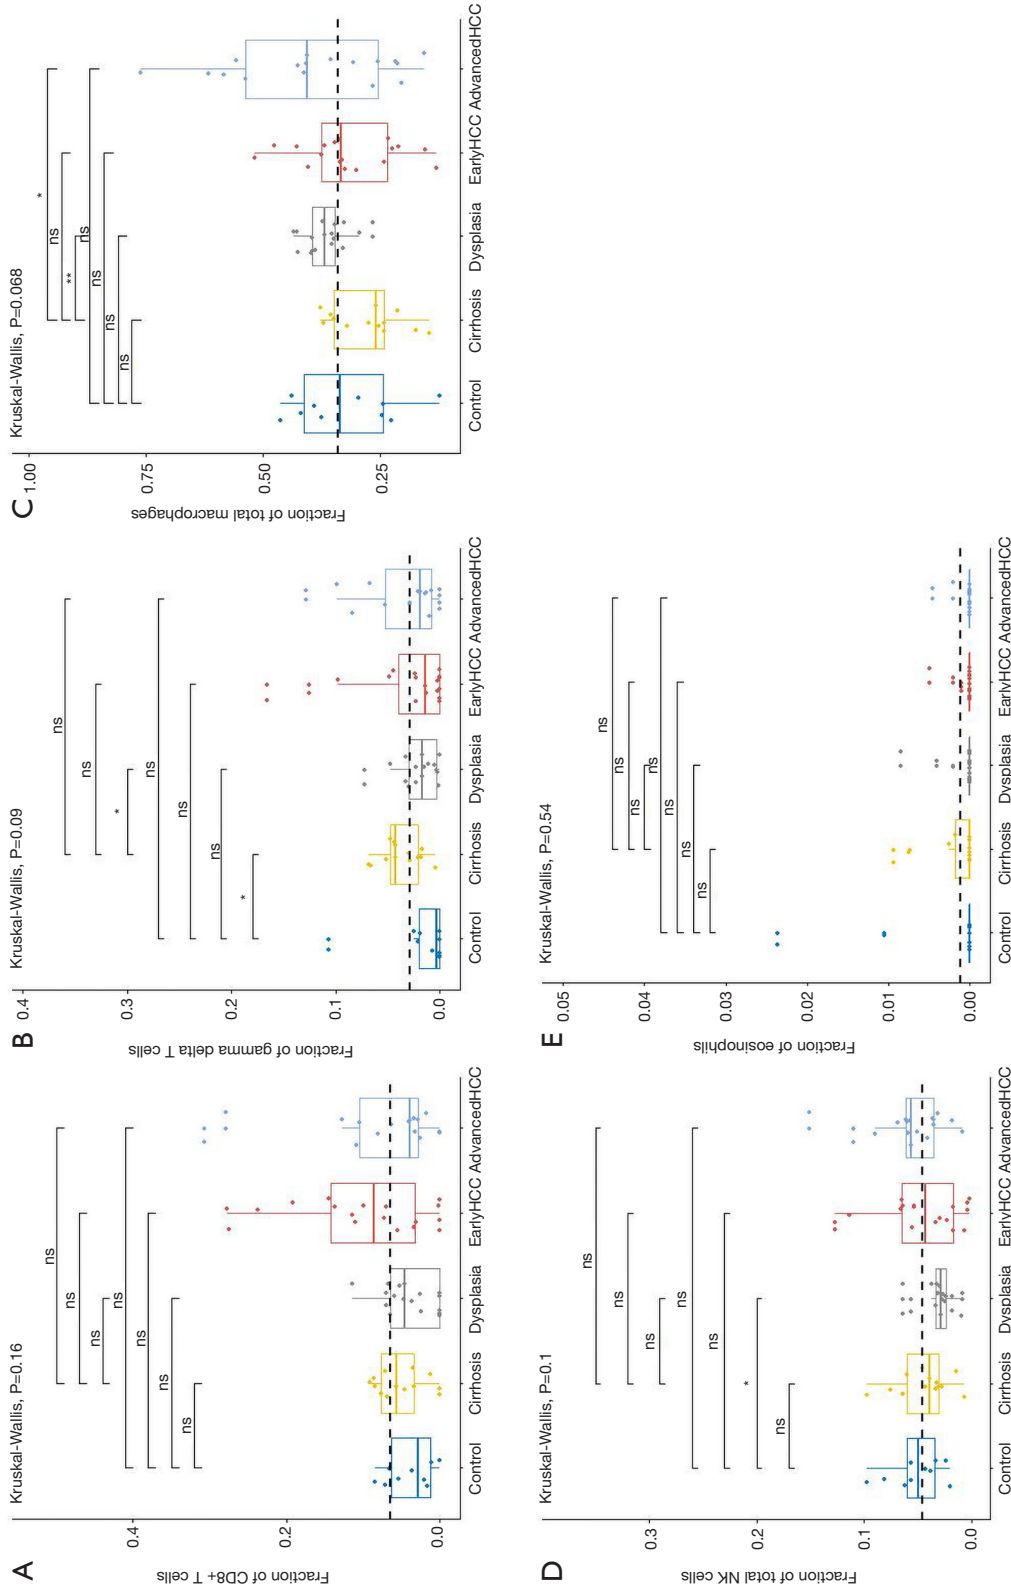 A
Kruskal-Wallis, P=0.16
ns
ns
ns
ns
ns
ns
ns
0.4
0.2
0.0
Fraction of CD8+ T cells
Control
Cirrhosis
Dysplasia
EarlyHCC
AdvancedHCC
B
Kruskal-Wallis, P=0.09
ns
ns
*
ns
ns
ns
*
0.4
0.3
0.2
0.1
0.0
Fraction of gamma delta T cells
Control
Cirrhosis
Dysplasia
EarlyHCC
AdvancedHCC
C
Kruskal-Wallis, P=0.068
*
ns
**
ns
ns
ns
ns
1.00
0.75
0.50
0.25
Fraction of total macrophages
Control
Cirrhosis
Dysplasia
EarlyHCC
AdvancedHCC
D
Kruskal-Wallis, P=0.1
ns
ns
ns
ns
ns
*
ns
0.3
0.2
0.1
0.0
Fraction of total NK cells
Control
Cirrhosis
Dysplasia
EarlyHCC
AdvancedHCC
E
Kruskal-Wallis, P=0.54
ns
ns
ns
ns
ns
ns
ns
0.05
0.04
0.03
0.02
0.01
0.00
Fraction of eosinophils
Control
Cirrhosis
Dysplasia
EarlyHCC
AdvancedHCC